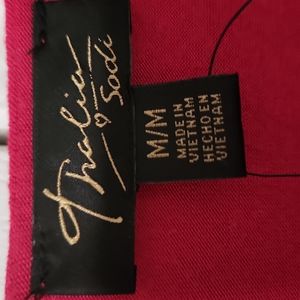 Thalia
Sodi
M/M
MADE IN
VIETNAM
HECHO EN
VIETNAM